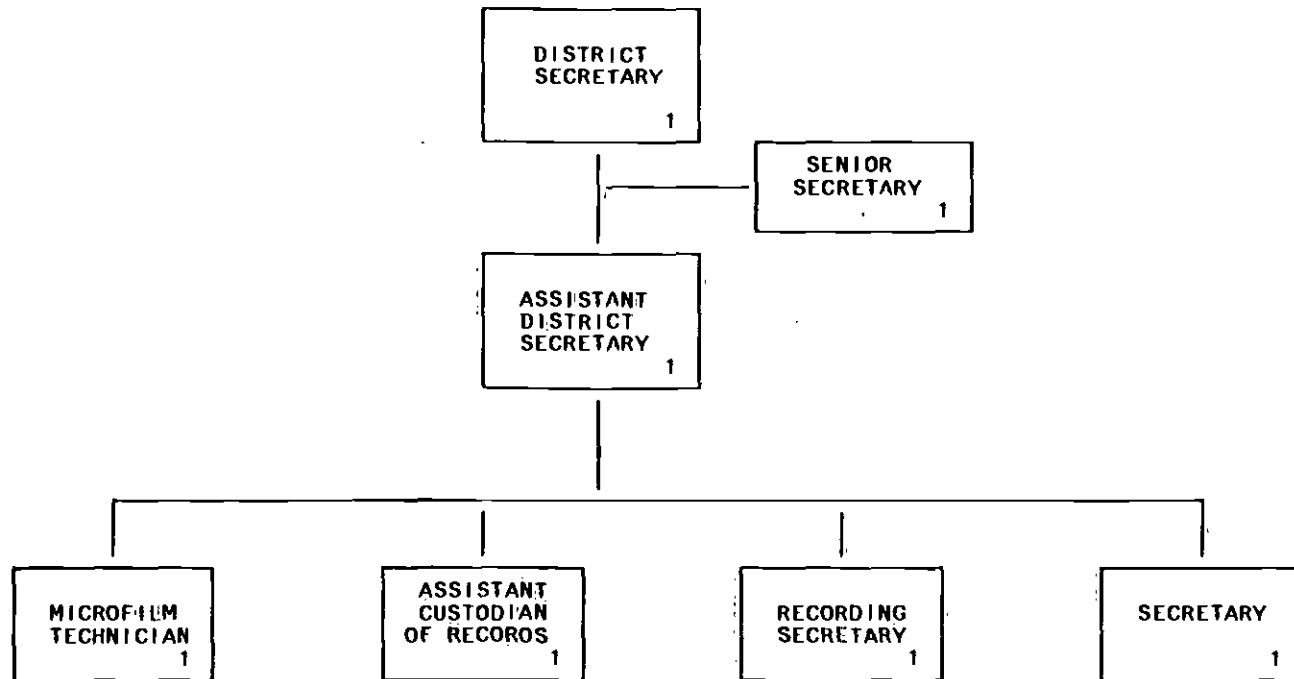 DISTRICT
SECRETARY
1
SENIOR
SECRETARY
1
ASSISTANT
DISTRICT
SECRETARY
1
MICROFILM
TECHNICIAN
1
ASSISTANT
CUSTODIAN
OF RECORDS
1
RECORDING
SECRETARY
1
SECRETARY
1